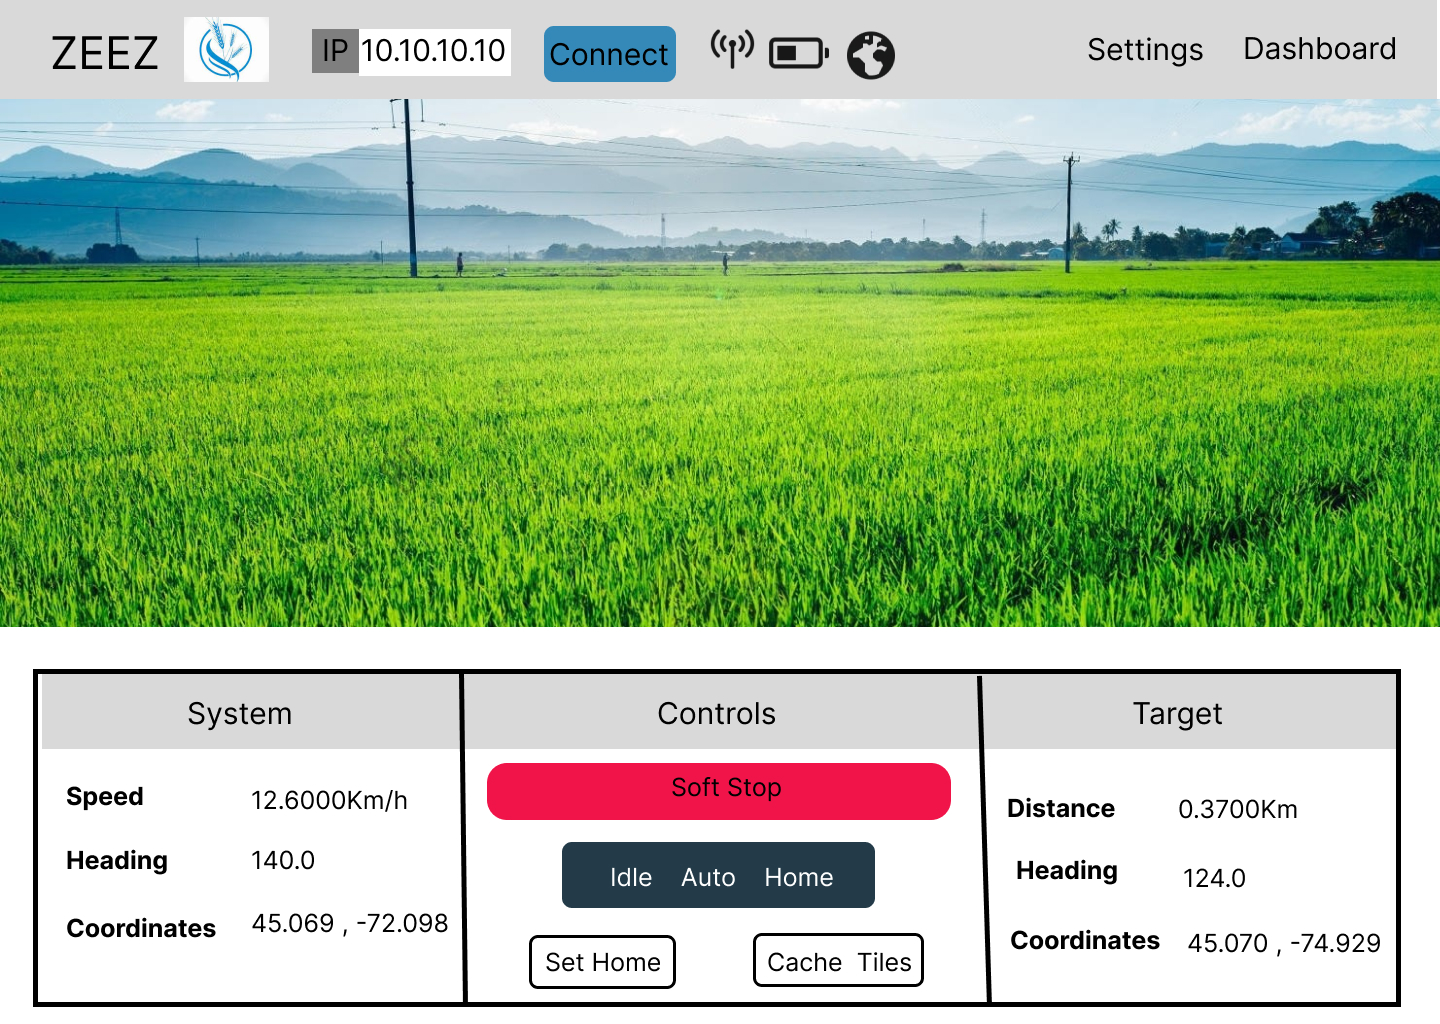 ZEEZ IP 10.10.10.10 Connect Settings Dashboard
System
Speed 12.6000Km/h
Heading 140.0
Coordinates 45.069 , -72.098
Controls
Soft Stop
Idle Auto Home
Set Home Cache Tiles
Target
Distance 0.3700Km
Heading 124.0
Coordinates 45.070 , -74.929